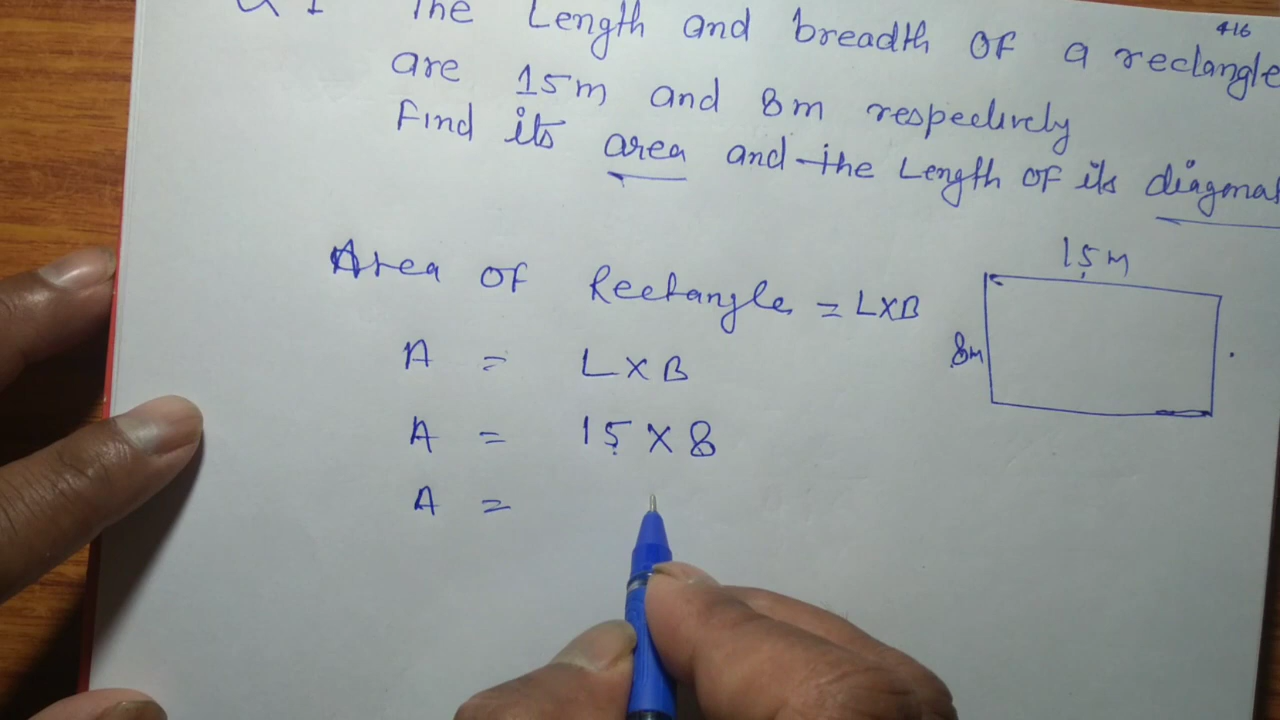 Q 1 The Length and breadth OF a rectangle
416
are 15m and 8m respectively
Find its area and the Length OF its diagonal
Area OF Rectangle = L×B
15m
A = L×B
8m
A = 15×8
A =